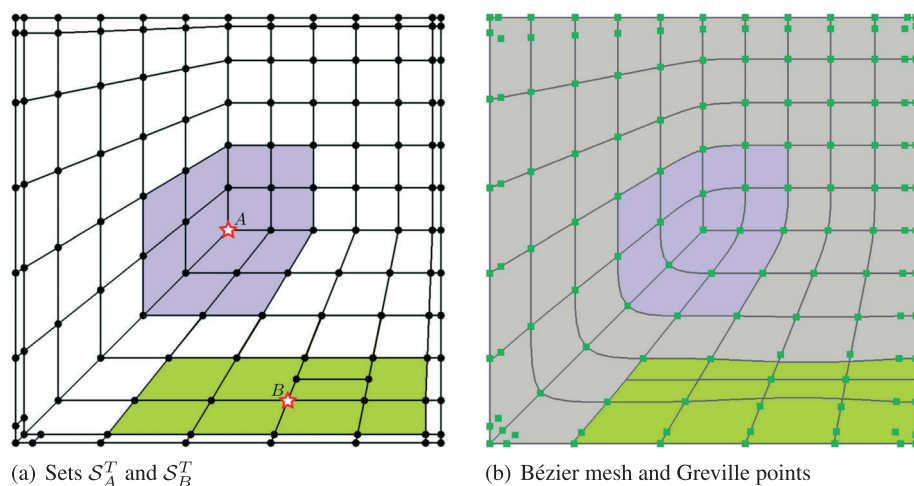 A
B
(a) Sets $\mathcal{S}_A^T$ and $\mathcal{S}_B^T$
(b) Bézier mesh and Greville points